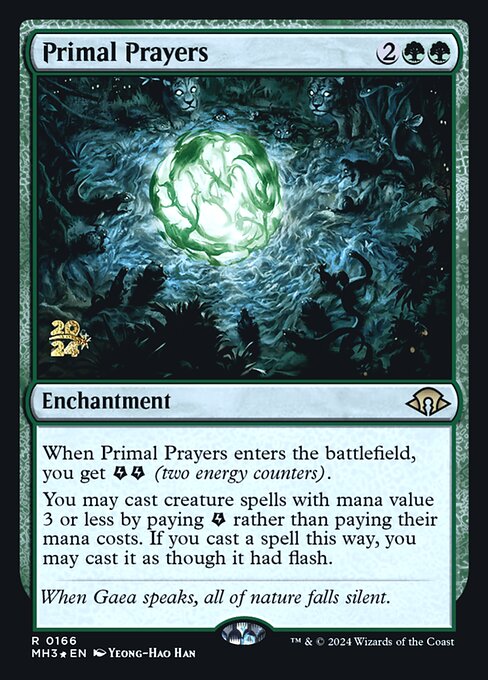 Primal Prayers 2
2024
Enchantment
When Primal Prayers enters the battlefield,
you get (two energy counters).
You may cast creature spells with mana value
3 or less by paying rather than paying their
mana costs. If you cast a spell this way, you
may cast it as though it had flash.
When Gaea speaks, all of nature falls silent.
R 0166
MH3★EN Yeong-Hao Han
™ & © 2024 Wizards of the Coast